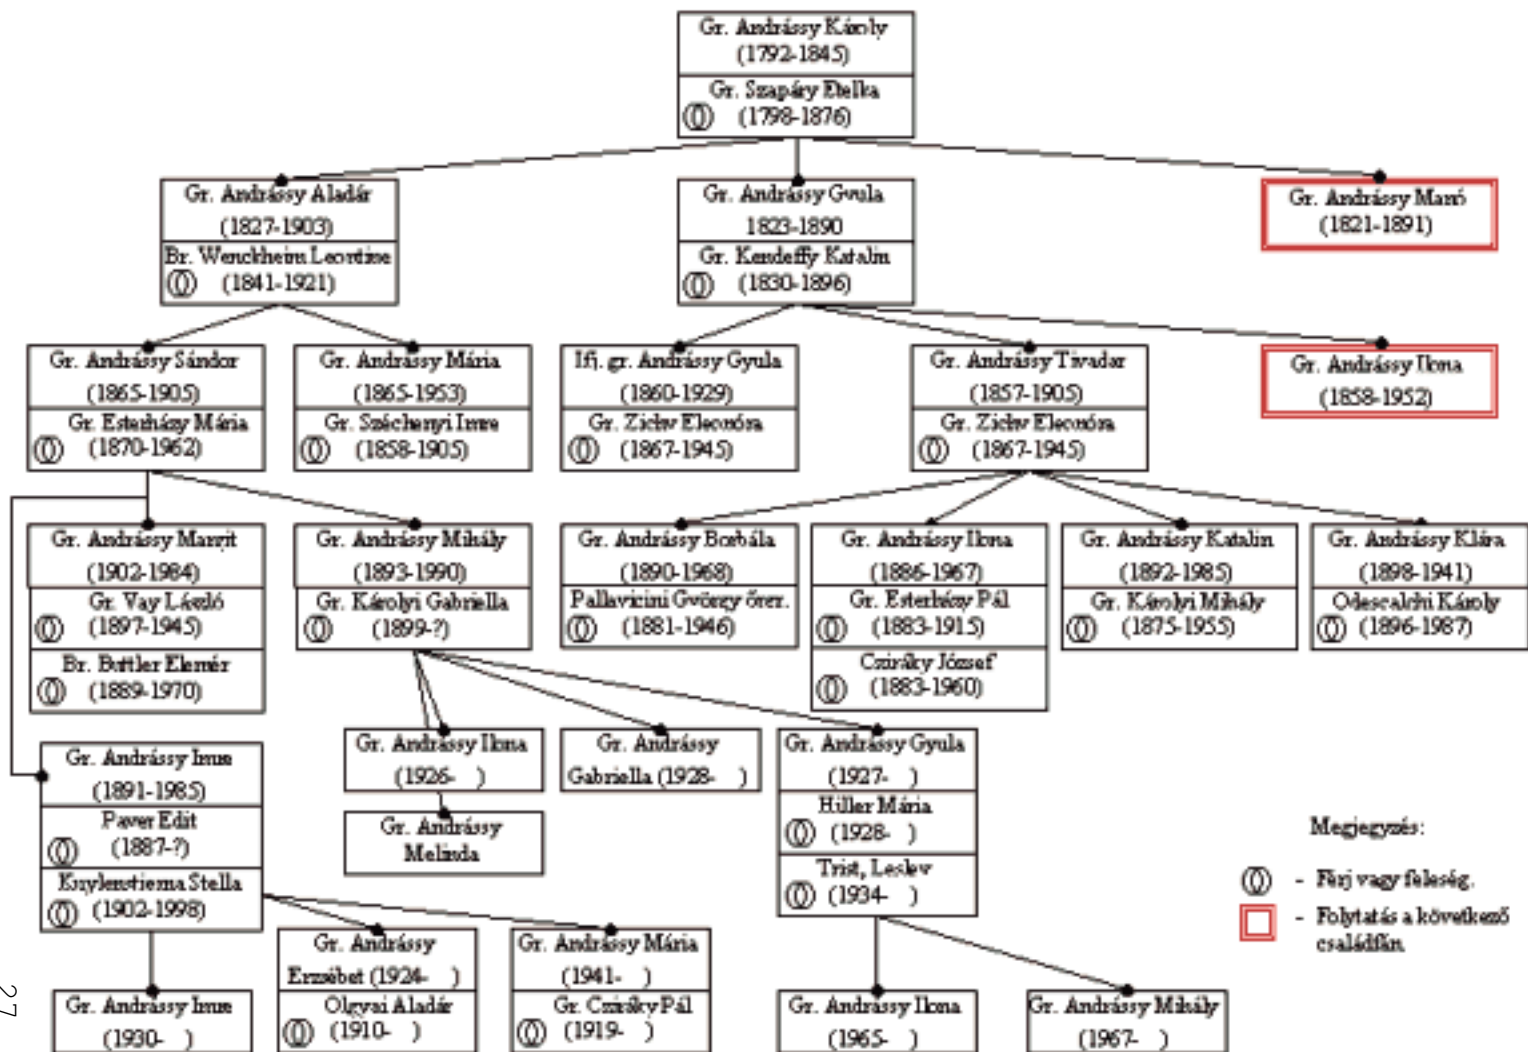 Gr. Andrássy Károly
(1792-1845)
Gr. Szapáry Etelka
(1798-1876)
Gr. Andrássy Aladár
(1827-1903)
Br. Wenckheim Leontine
(1841-1921)
Gr. Andrássy Gyula
1823-1890
Gr. Kendeffy Katalin
(1830-1896)
Gr. Andrássy Manó
(1821-1891)
Gr. Andrássy Sándor
(1865-1905)
Gr. Esterházy Mária
(1870-1962)
Gr. Andrássy Mária
(1865-1953)
Gr. Széchenyi Imre
(1858-1905)
Ifj. gr. Andrássy Gyula
(1860-1929)
Gr. Zichy Eleonóra
(1867-1945)
Gr. Andrássy Tivadar
(1857-1905)
Gr. Zichy Eleonóra
(1867-1945)
Gr. Andrássy Ilona
(1858-1952)
Gr. Andrássy Margit
(1902-1984)
Gr. Vay László
(1897-1945)
Br. Buttler Elemér
(1889-1970)
Gr. Andrássy Mihály
(1893-1990)
Gr. Károlyi Gabriella
(1899-?)
Gr. Andrássy Borbála
(1890-1968)
Pallavicini György őrgr.
(1881-1946)
Gr. Andrássy Ilona
(1886-1967)
Gr. Esterházy Pál
(1883-1915)
Cziráky József
(1883-1960)
Gr. Andrássy Katalin
(1892-1985)
Gr. Károlyi Mihály
(1875-1955)
Gr. Andrássy Klára
(1898-1941)
Odescalchi Károly
(1896-1987)
Gr. Andrássy Imre
(1891-1985)
Paver Edit
(1887-?)
Kuylenstierna Stella
(1902-1998)
Gr. Andrássy Ilona
(1926- )
Gr. Andrássy
Melinda
Gr. Andrássy
Gabriella (1928- )
Gr. Andrássy Gyula
(1927- )
Hiller Mária
(1928- )
Trist, Lesley
(1934- )
Megjegyzés:
- Férj vagy feleség.
- Folytatás a következő
családfán
Gr. Andrássy Imre
(1930- )
Gr. Andrássy
Erzsébet (1924- )
Olgyai Aladár
(1910- )
Gr. Andrássy Mária
(1941- )
Gr. Cziráky Pál
(1919- )
Gr. Andrássy Ilona
(1965- )
Gr. Andrássy Mihály
(1967- )
27